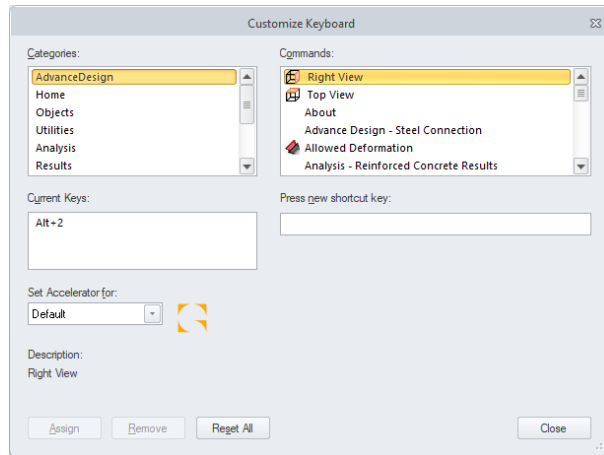 Customize Keyboard
Categories:
AdvanceDesign
Home
Objects
Utilities
Analysis
Results
Commands:
Right View
Top View
About
Advance Design - Steel Connection
Allowed Deformation
Analysis - Reinforced Concrete Results
Current Keys:
Alt+2
Press new shortcut key:
Set Accelerator for:
Default
Description:
Right View
Assign
Remove
Reset All
Close